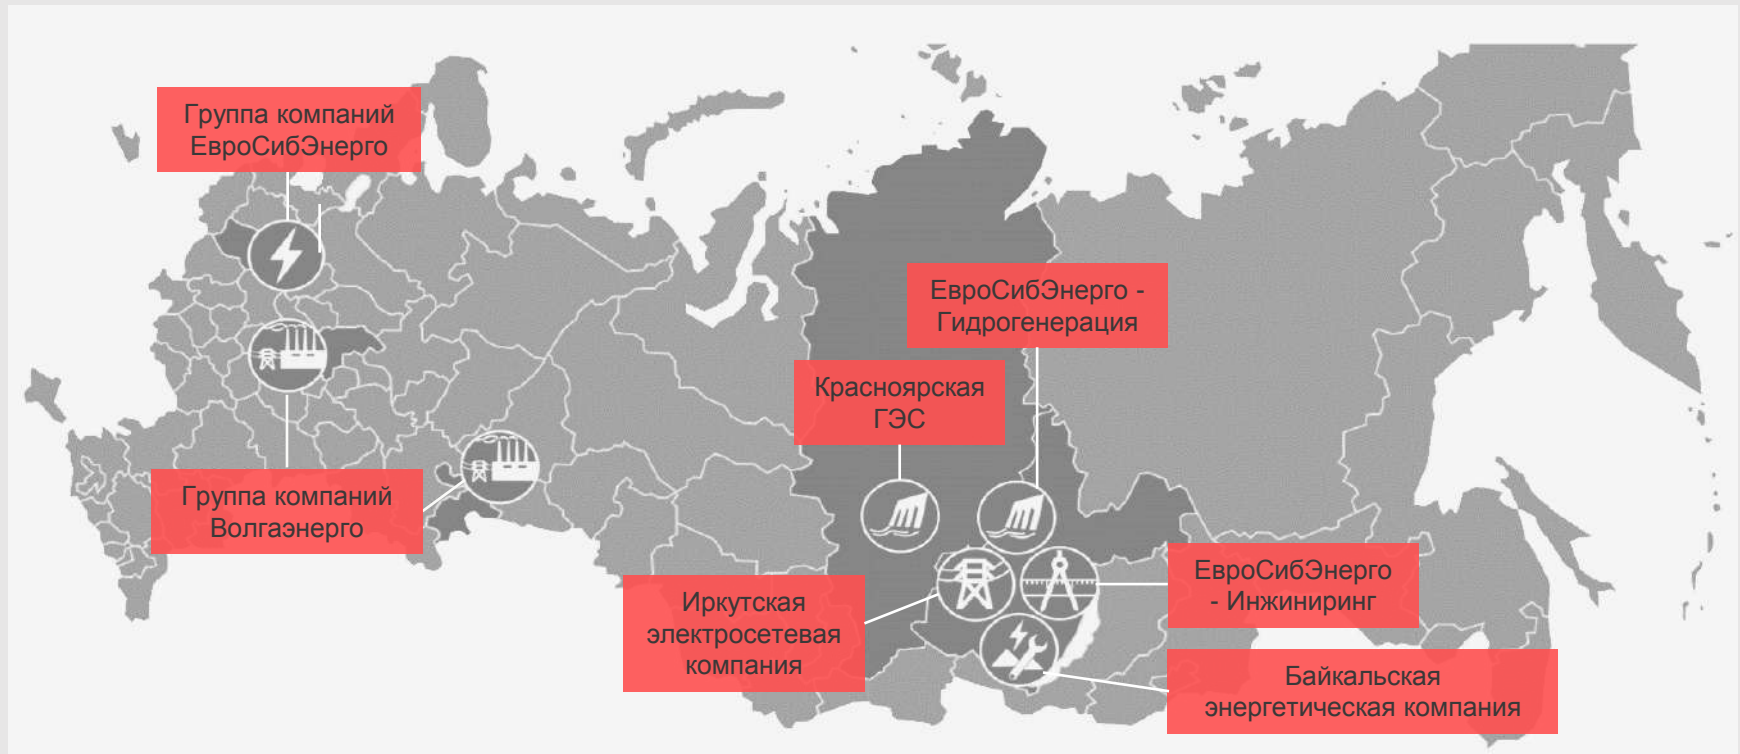 Группа компаний
ЕвроСибЭнерго
ЕвроСибЭнерго -
Гидрогенерация
Красноярская
ГЭС
Группа компаний
Волгаэнерго
Иркутская
электросетевая
компания
ЕвроСибЭнерго
- Инжиниринг
Байкальская
энергетическая компания